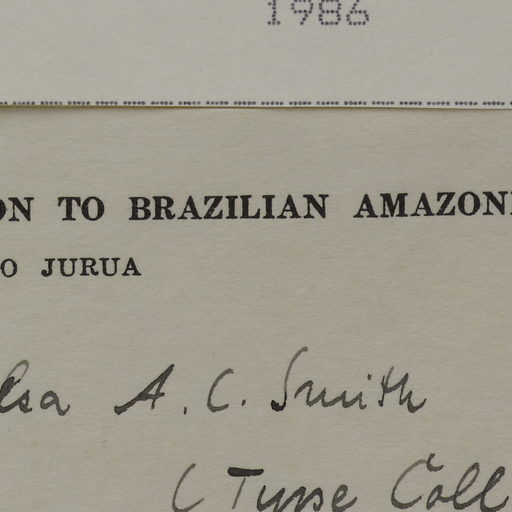 1986
ON TO BRAZILIAN AMAZON
O JURUA
A. C. Smith
(Type Coll